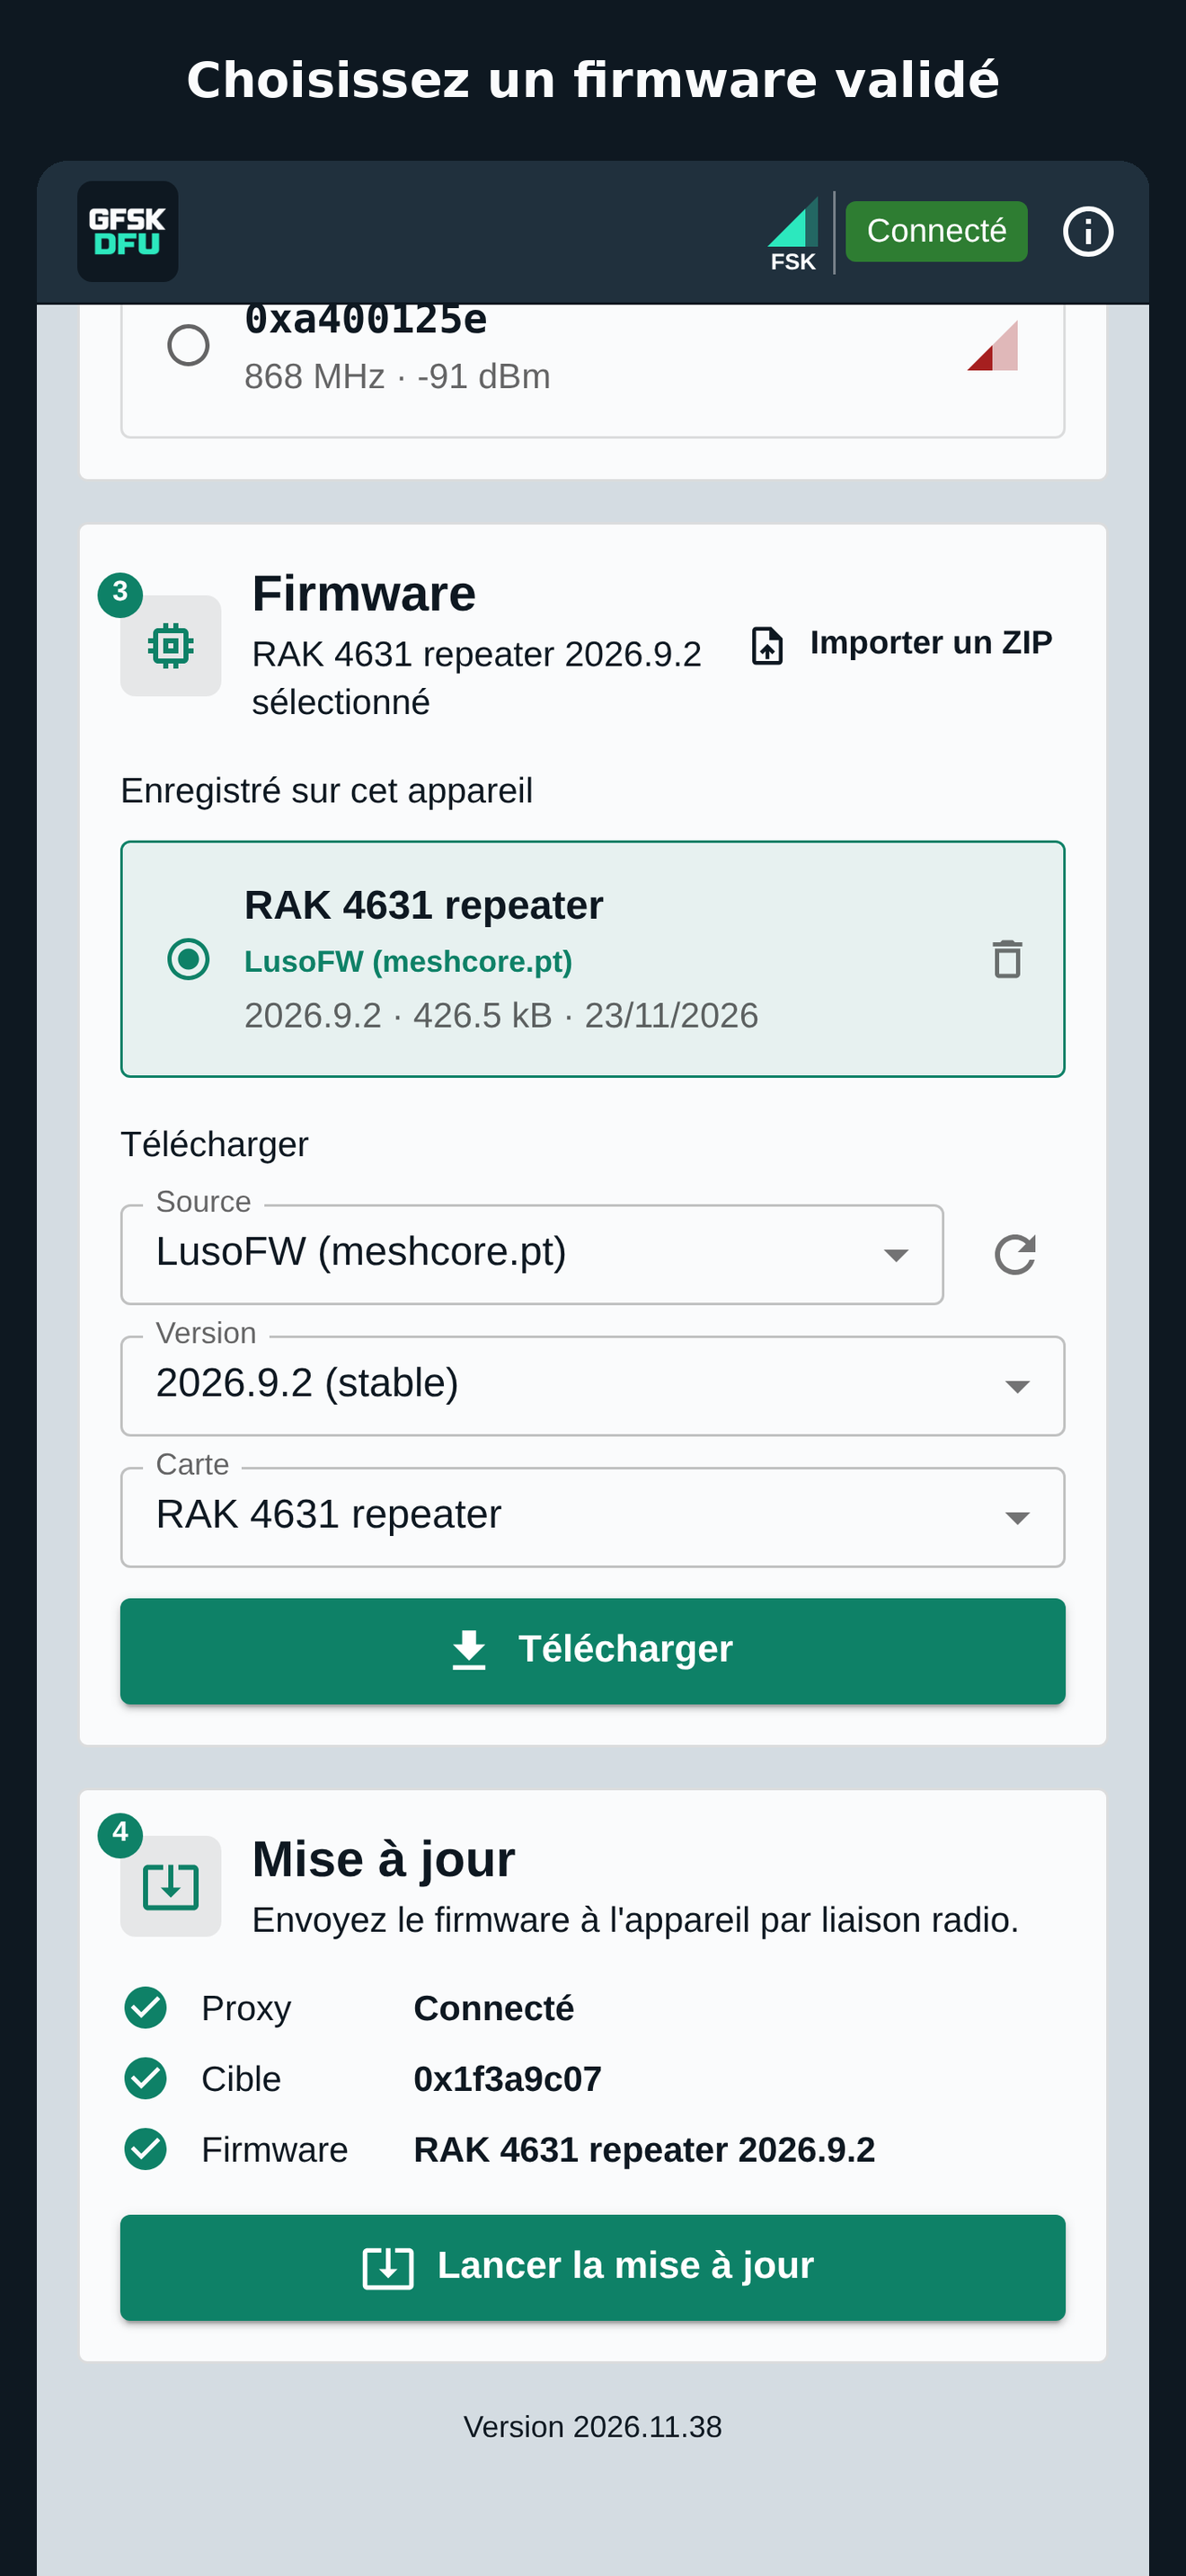 Choisissez un firmware validé
GFSK
DFU
FSK
Connecté
0xa400125e
868 MHz · -91 dBm
3
Firmware
RAK 4631 repeater 2026.9.2
sélectionné
Importer un ZIP
Enregistré sur cet appareil
RAK 4631 repeater
LusoFW (meshcore.pt)
2026.9.2 · 426.5 kB · 23/11/2026
Télécharger
Source
LusoFW (meshcore.pt)
Version
2026.9.2 (stable)
Carte
RAK 4631 repeater
Télécharger
4
Mise à jour
Envoyez le firmware à l'appareil par liaison radio.
Proxy Connecté
Cible 0x1f3a9c07
Firmware RAK 4631 repeater 2026.9.2
Lancer la mise à jour
Version 2026.11.38